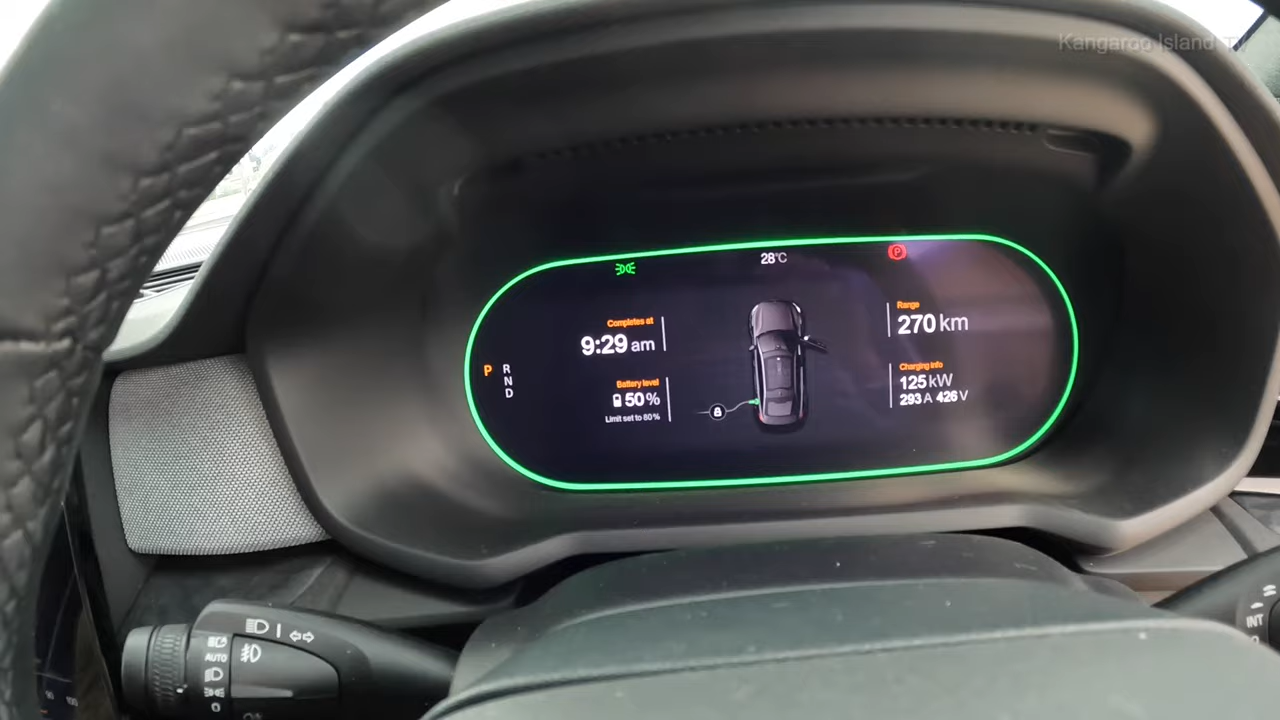 Kangaroo Island TV
28°C
P
Completes at
9:29 am
Range
270 km
P
R
N
D
Battery level
50%
Limit set to 80%
Charging info
125 kW
293 A 426 V
AUTO
INT